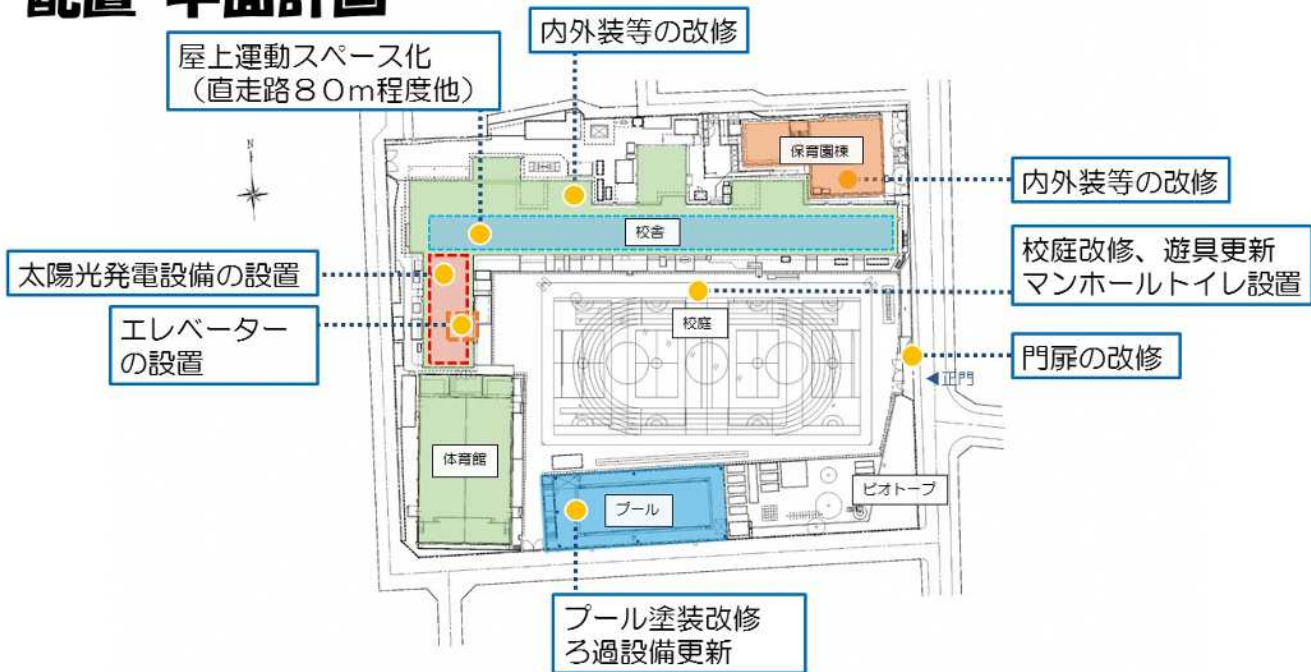 配置・平面計画
内外装等の改修
屋上運動スペース化
（直走路８０ｍ程度他）
N
保育園棟
内外装等の改修
校舎
校庭改修、遊具更新
マンホールトイレ設置
太陽光発電設備の設置
校庭
エレベーター
の設置
門扉の改修
◀正門
体育館
ビオトープ
プール
プール塗装改修
ろ過設備更新